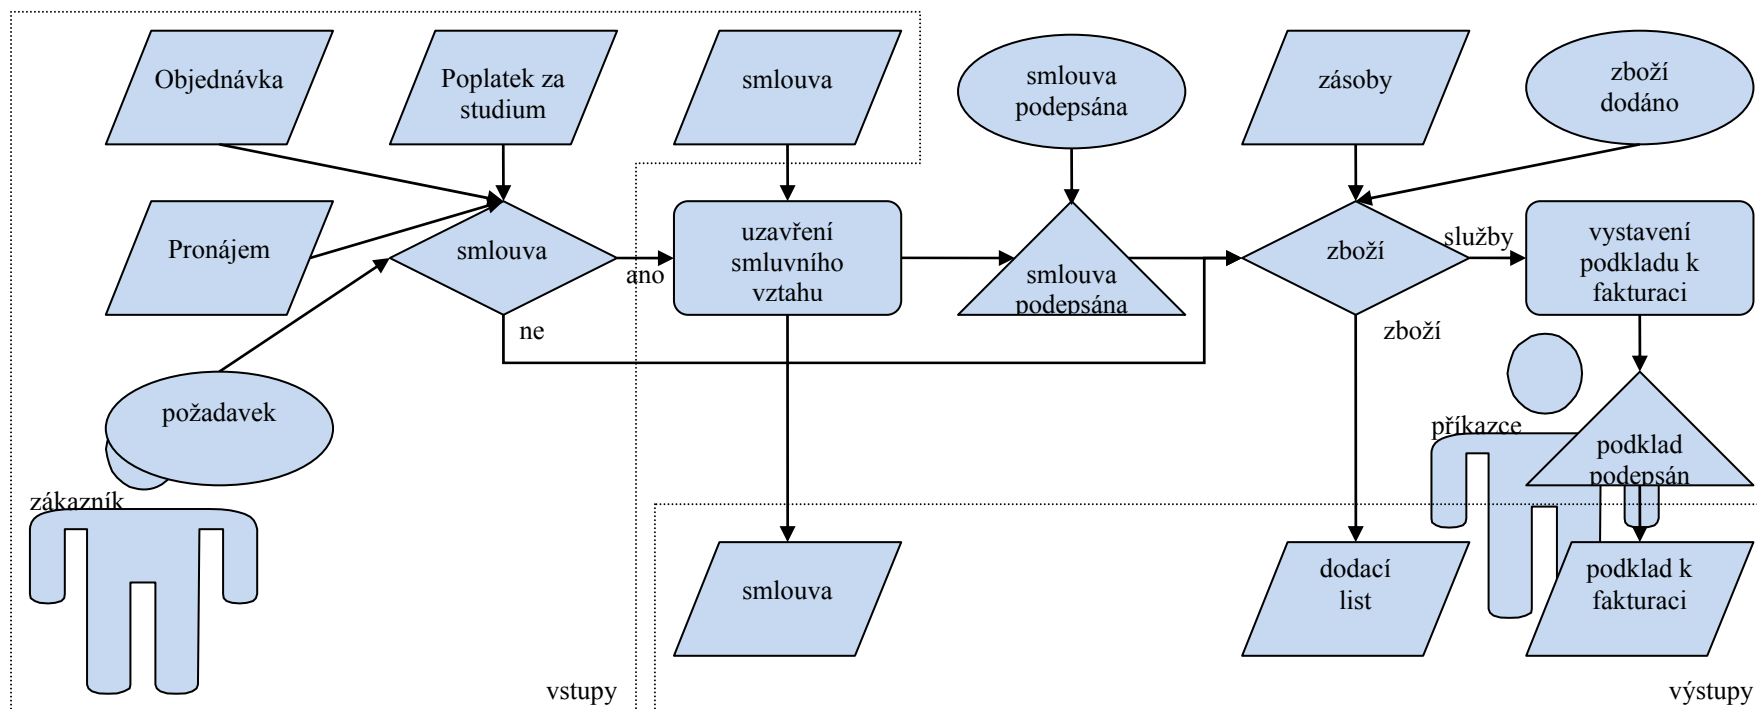 Objednávka
Poplatek za
studium
smlouva
smlouva
podepsána
zásoby
zboží
dodáno
Pronájem
smlouva
ano
ne
uzavření
smluvního
vztahu
smlouva
podepsána
zboží
služby
zboží
vystavení
podkladu k
fakturaci
požadavek
zákazník
příkazce
podklad
podepsán
smlouva
dodací
list
podklad k
fakturaci
vstupy
výstupy